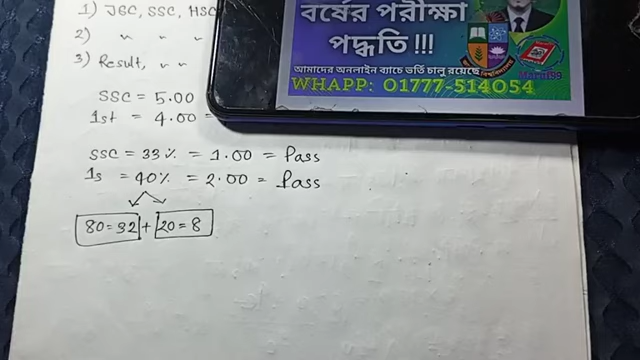 1) JSC, SSC, HSC
2) " " "
3) Result, " "
SSC = 5.00
1st = 4.00 =
SSC = 33% = 1.00 = Pass
1s = 40% = 2.00 = Pass
80=32 + 20=8
বর্ষের পরীক্ষা
পদ্ধতি !!!
আমাদের অনলাইন ব্যাচে ভর্তি চালু রয়েছে
WHAPP: 01777-514054